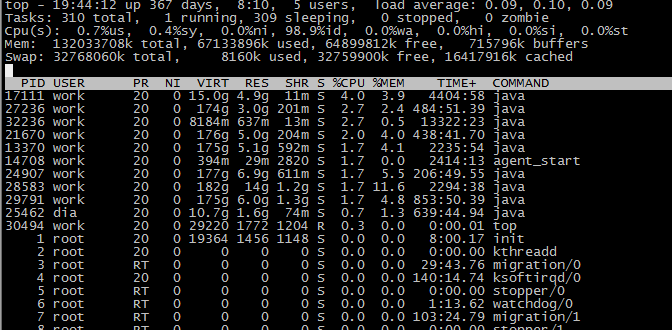 top - 19:44:12 up 367 days,  8:10,  5 users,  load average: 0.09, 0.10, 0.09
Tasks: 310 total,   1 running, 309 sleeping,   0 stopped,   0 zombie
Cpu(s):  0.7%us,  0.4%sy,  0.0%ni, 98.9%id,  0.0%wa,  0.0%hi,  0.0%si,  0.0%st
Mem:  132033708k total, 67133896k used, 64899812k free,   715796k buffers
Swap: 32768060k total,     8160k used, 32759900k free, 16417916k cached
PID USER      PR  NI  VIRT  RES  SHR S %CPU %MEM    TIME+  COMMAND
17111 work      20   0 15.0g 4.9g  11m S  4.0  3.9   4404:58 java
27236 work      20   0  174g 3.0g 201m S  2.7  2.4 484:51.39 java
32236 work      20   0 8184m 637m  13m S  2.7  0.5  13322:23 java
21670 work      20   0  176g 5.0g 204m S  2.0  4.0 438:41.70 java
13370 work      20   0  175g 5.1g 592m S  1.7  4.1   2235:54 java
14708 work      20   0  394m  29m 2820 S  1.7  0.0   2414:13 agent_start
24907 work      20   0  177g 6.9g 611m S  1.7  5.5 206:49.55 java
28583 work      20   0  182g  14g 1.2g S  1.7 11.6   2294:38 java
29791 work      20   0  175g 6.0g 1.3g S  1.7  4.8 853:50.39 java
25462 dia       20   0 10.7g 1.6g  74m S  0.7  1.3 639:44.94 java
30494 work      20   0 29220 1772 1204 R  0.3  0.0   0:00.01 top
1 root      20   0 19364 1456 1148 S  0.0  0.0   8:00.17 init
2 root      20   0     0    0    0 S  0.0  0.0   0:00.00 kthreadd
3 root      RT   0     0    0    0 S  0.0  0.0  29:43.76 migration/0
4 root      20   0     0    0    0 S  0.0  0.0 140:14.74 ksoftirqd/0
5 root      RT   0     0    0    0 S  0.0  0.0   0:00.00 stopper/0
6 root      RT   0     0    0    0 S  0.0  0.0   1:13.62 watchdog/0
7 root      RT   0     0    0    0 S  0.0  0.0 103:24.79 migration/1
8 root      RT   0     0    0    0 S  0.0  0.0   0:00.00 stopper/1